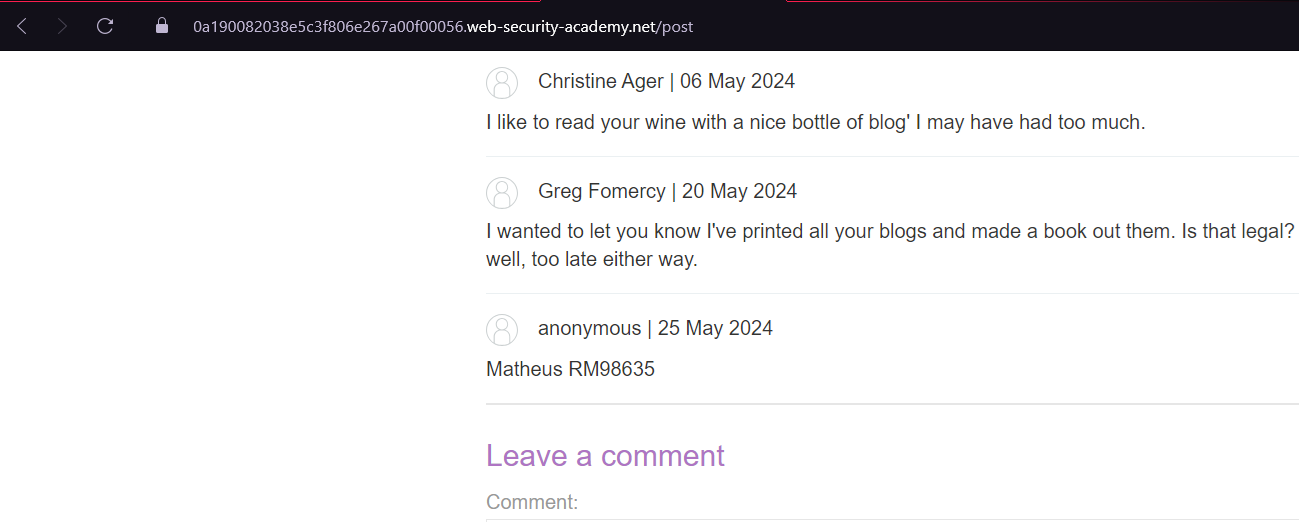 0a190082038e5c3f806e267a00f00056.web-security-academy.net/post
Christine Ager | 06 May 2024
I like to read your wine with a nice bottle of blog' I may have had too much.
Greg Fomercy | 20 May 2024
I wanted to let you know I've printed all your blogs and made a book out them. Is that legal?
well, too late either way.
anonymous | 25 May 2024
Matheus RM98635
Leave a comment
Comment: